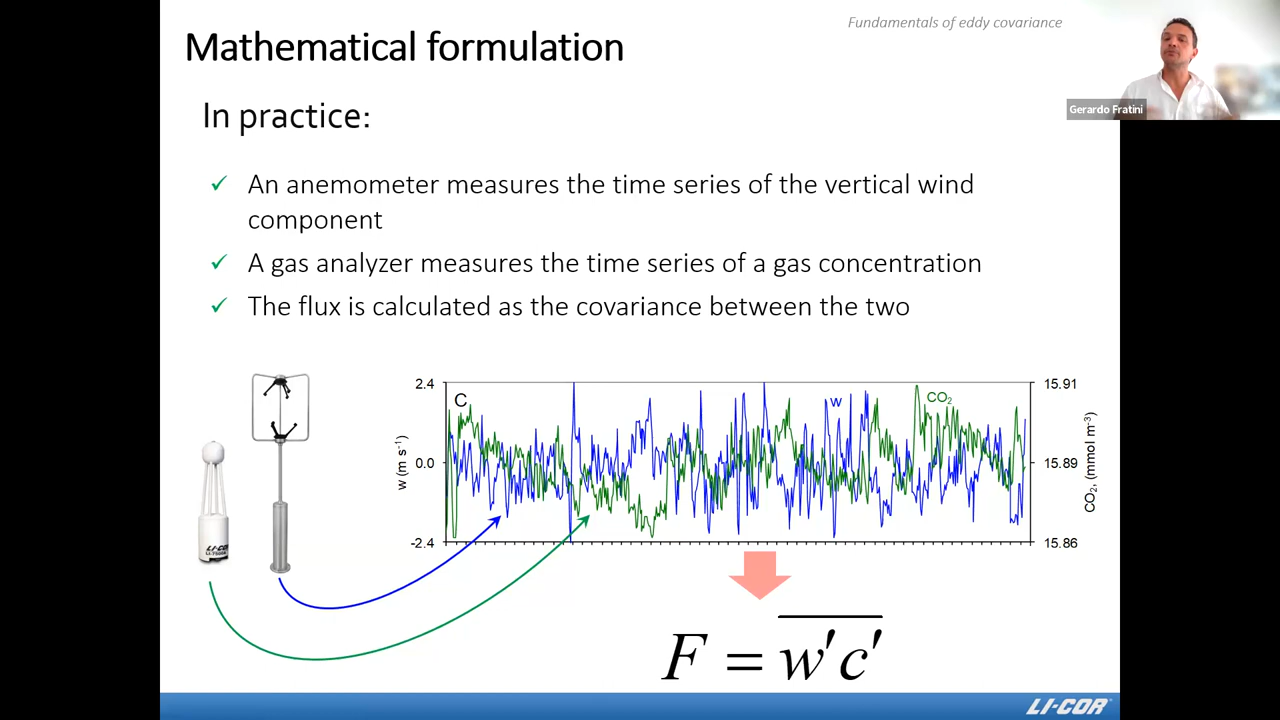 Fundamentals of eddy covariance
Mathematical formulation
Gerardo Fratini
In practice:
✓ An anemometer measures the time series of the vertical wind
component
✓ A gas analyzer measures the time series of a gas concentration
✓ The flux is calculated as the covariance between the two
2.4
0.0
-2.4
w (m s⁻¹)
C
w
CO₂
15.91
15.89
15.86
CO₂, (mmol m⁻³)
LI-COR
F = \overline{w'c'}
LI-COR